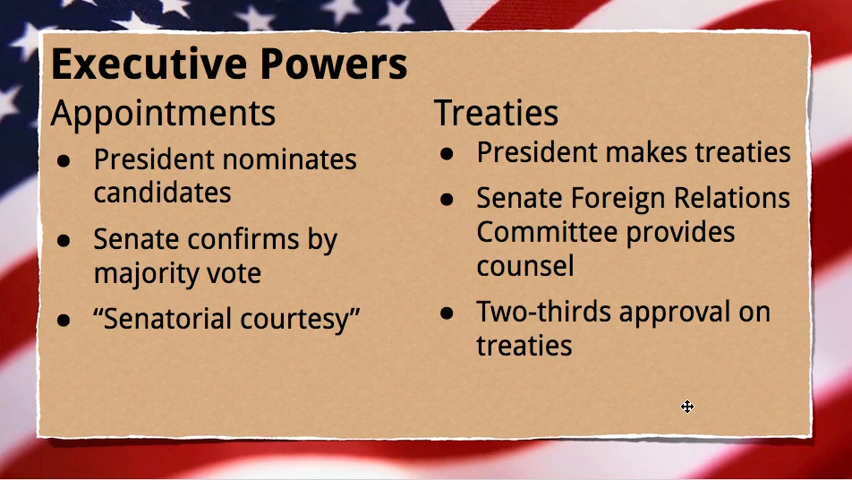 Executive Powers
Appointments
● President nominates
candidates
● Senate confirms by
majority vote
● “Senatorial courtesy”
Treaties
● President makes treaties
● Senate Foreign Relations
Committee provides
counsel
● Two-thirds approval on
treaties